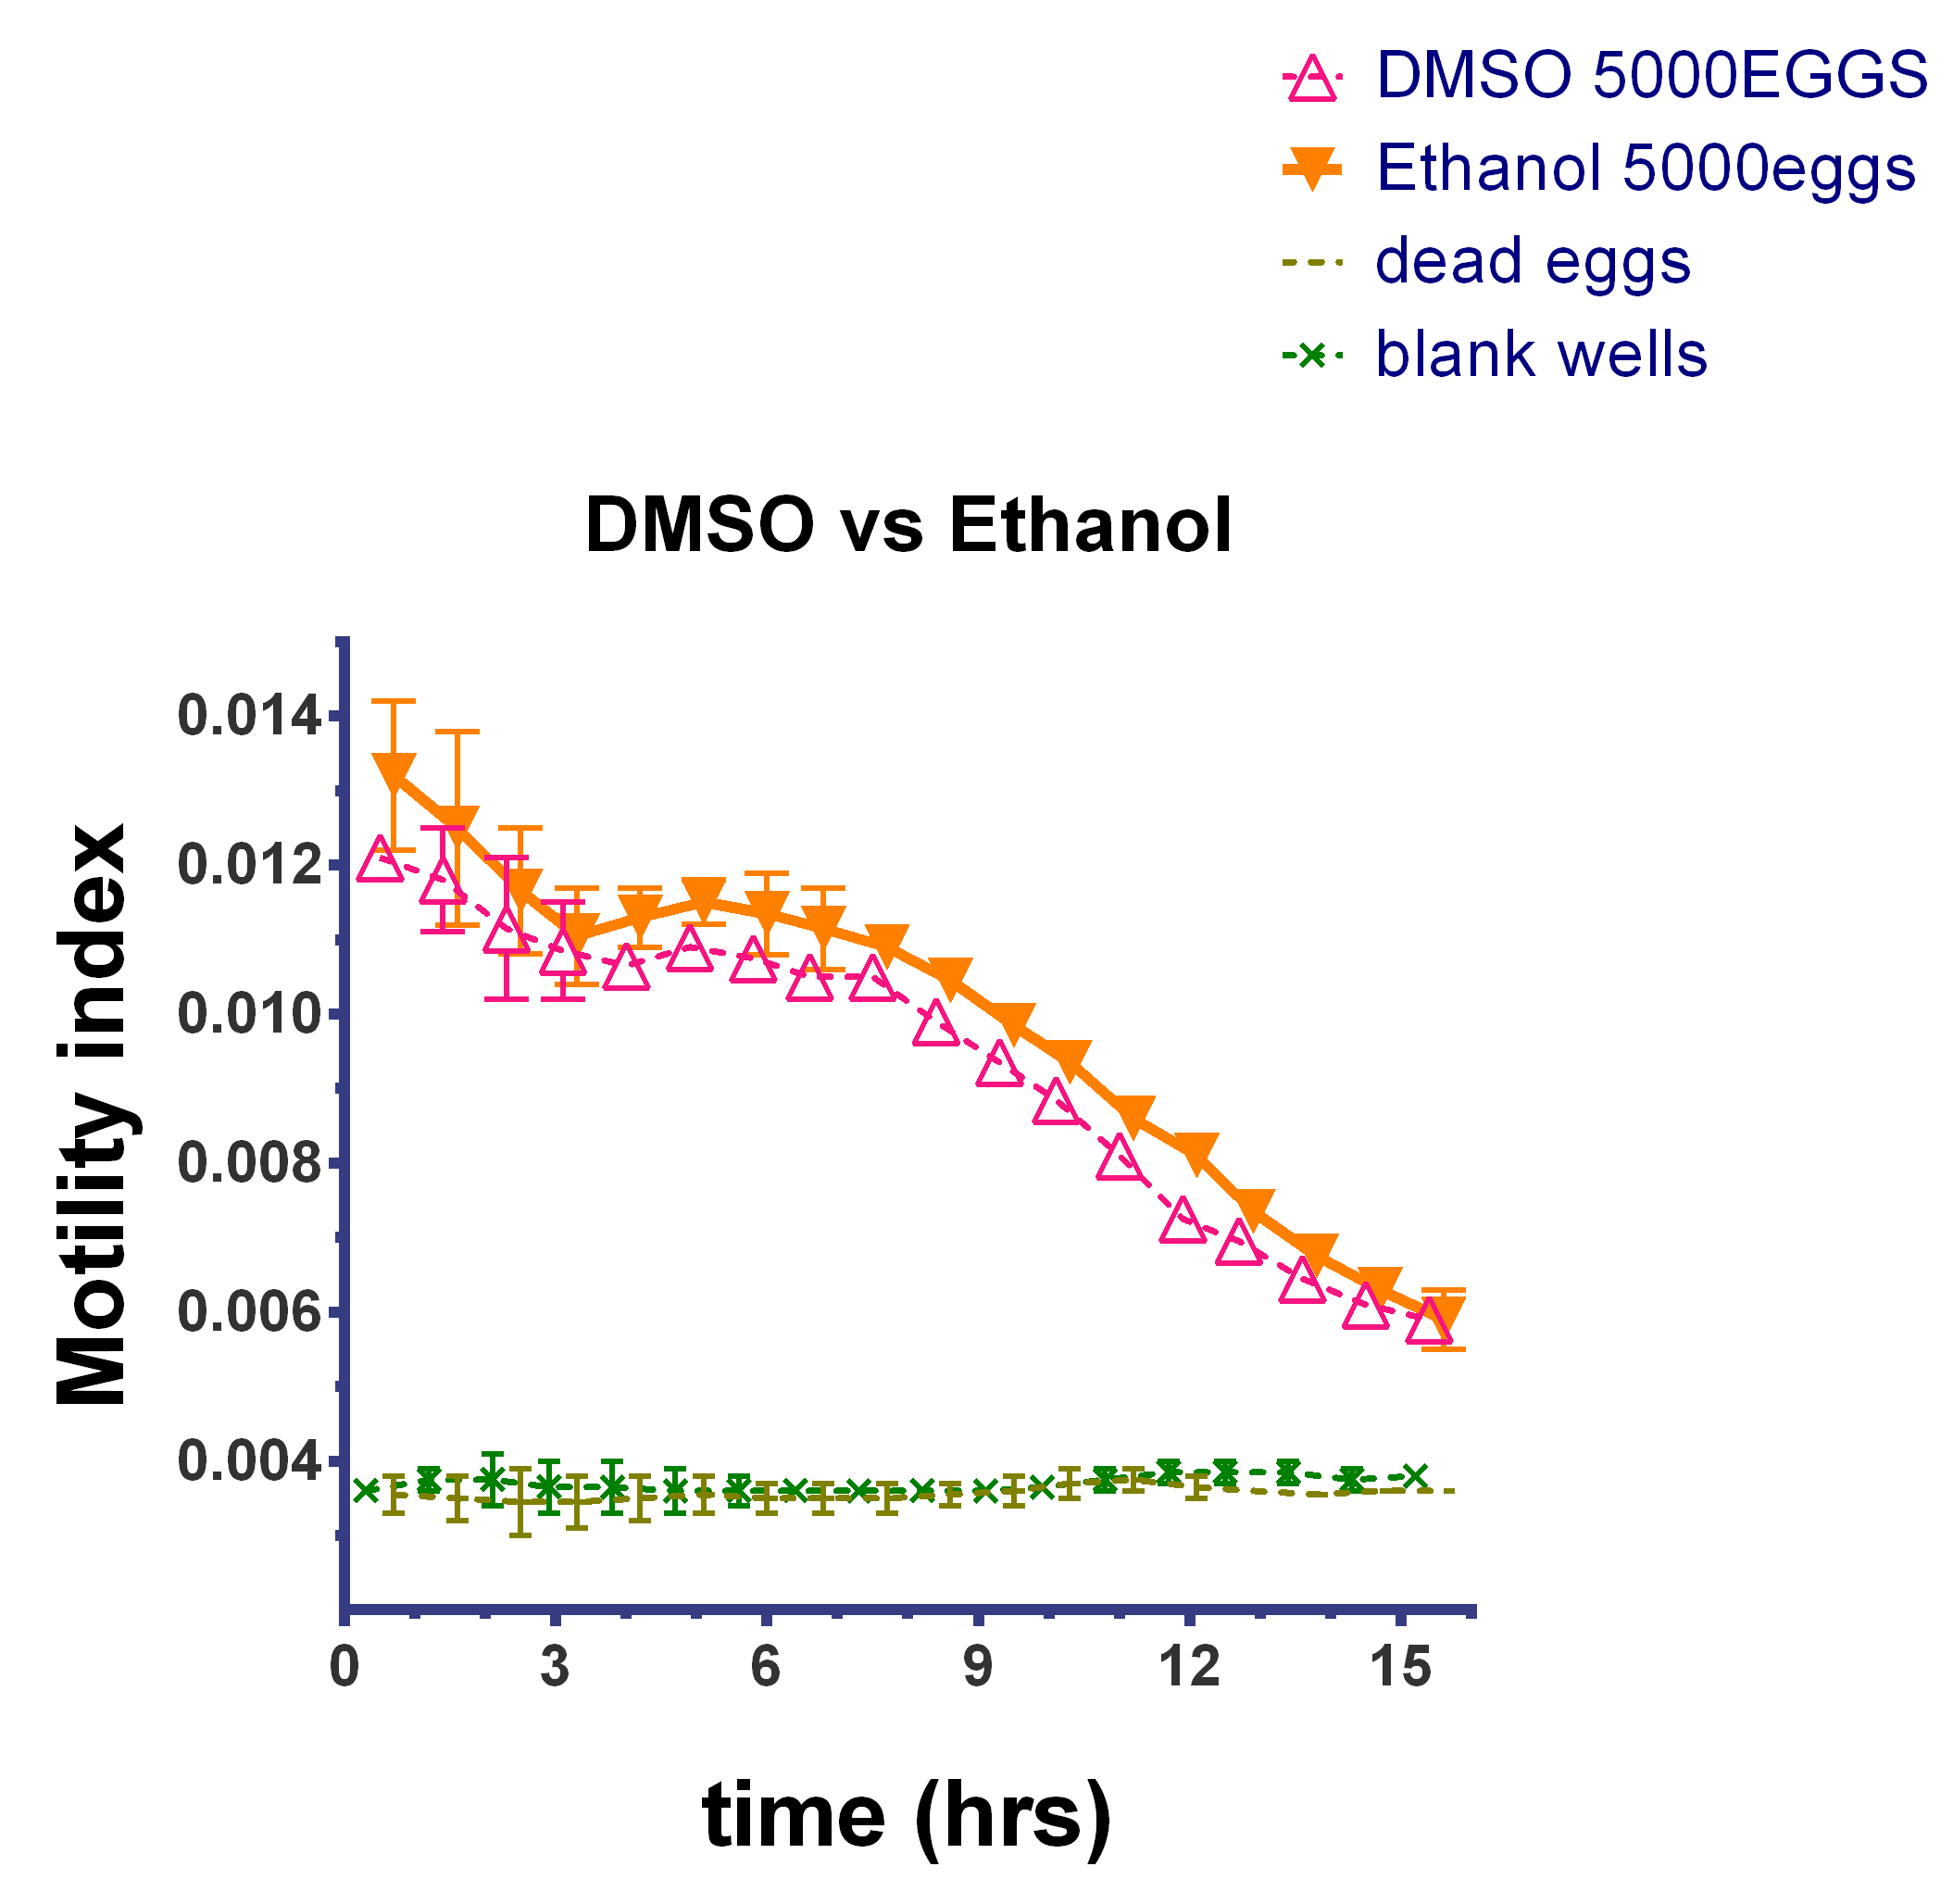 DMSO 5000EGGS
Ethanol 5000eggs
dead eggs
blank wells
DMSO vs Ethanol
Motility index
0.014
0.012
0.010
0.008
0.006
0.004
0 3 6 9 12 15
time (hrs)